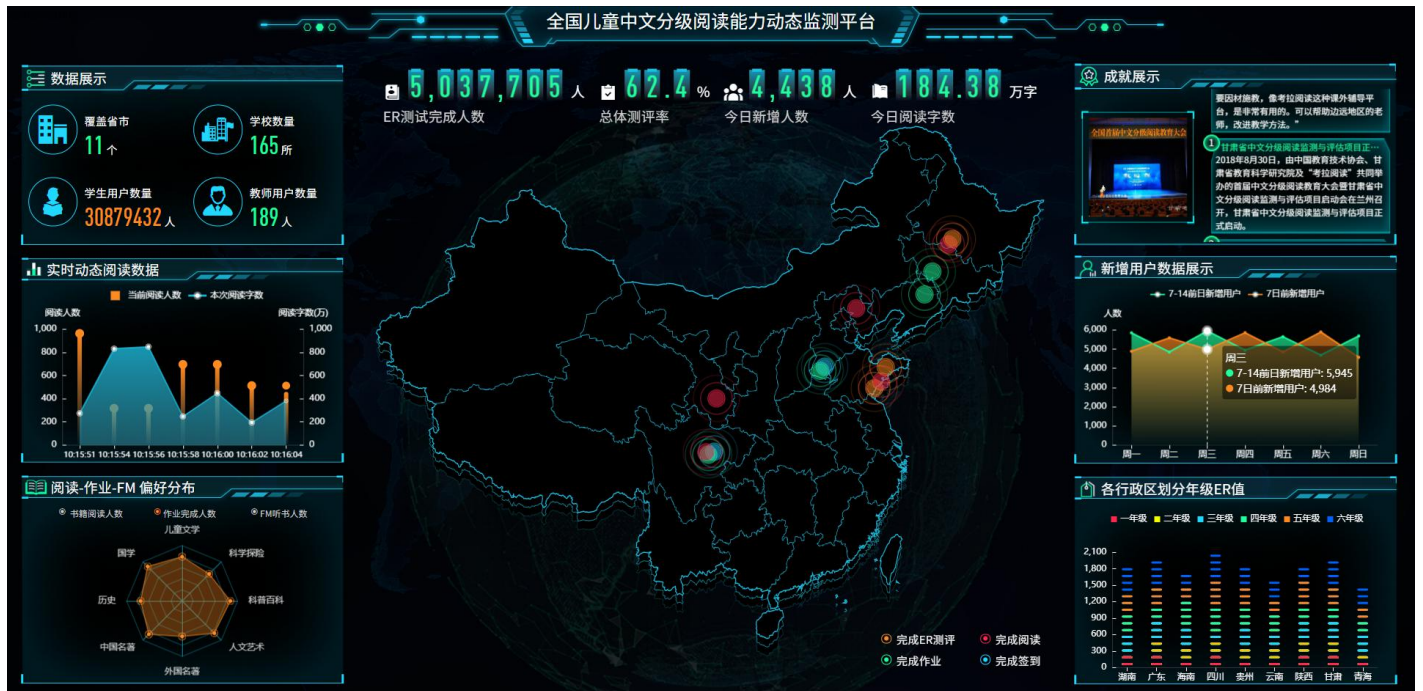 全国儿童中文分级阅读能力动态监测平台
数据展示
覆盖省市
11个
学校数量
165所
学生用户数量
30879432人
教师用户数量
189人
5,037,705人
ER测试完成人数
62.4%
总体测评率
4,438人
今日新增人数
184.38万字
今日阅读字数
成就展示
全国首届中文分级阅读教育大会
要因材施教，像考拉阅读这种课外辅导平
台，是非常有用的。可以帮助边远地区的老
师，改进教学方法。"
1
甘肃省中文分级阅读监测与评估项目正…
2018年8月30日，由中国教育技术协会、甘
肃省教育科学研究院及“考拉阅读”共同举
办的首届中文分级阅读教育大会暨甘肃省中
文分级阅读监测与评估项目启动会在兰州召
开，甘肃省中文分级阅读监测与评估项目正
式启动。
实时动态阅读数据
当前阅读人数 本次阅读字数
阅读人数 阅读字数(万)
1,000 1,000
800 800
600 600
400 400
200 200
0 0
10:15:51 10:15:54 10:15:56 10:15:58 10:16:00 10:16:02 10:16:04
新增用户数据展示
7-14前日新增用户 7日前新增用户
人数
6,000
5,000
4,000
3,000
2,000
1,000
0
周三
7-14前日新增用户: 5,945
7日前新增用户: 4,984
周一 周二 周三 周四 周五 周六 周日
阅读-作业-FM 偏好分布
书籍阅读人数 作业完成人数 FM听书人数
儿童文学
国学 科学探险
历史 科普百科
中国名著 人文艺术
外国名著
完成ER测评 完成阅读
完成作业 完成签到
各行政区划分年级ER值
一年级 二年级 三年级 四年级 五年级 六年级
2,100
1,800
1,500
1,200
900
600
300
0
湖南 广东 海南 四川 贵州 云南 陕西 甘肃 青海